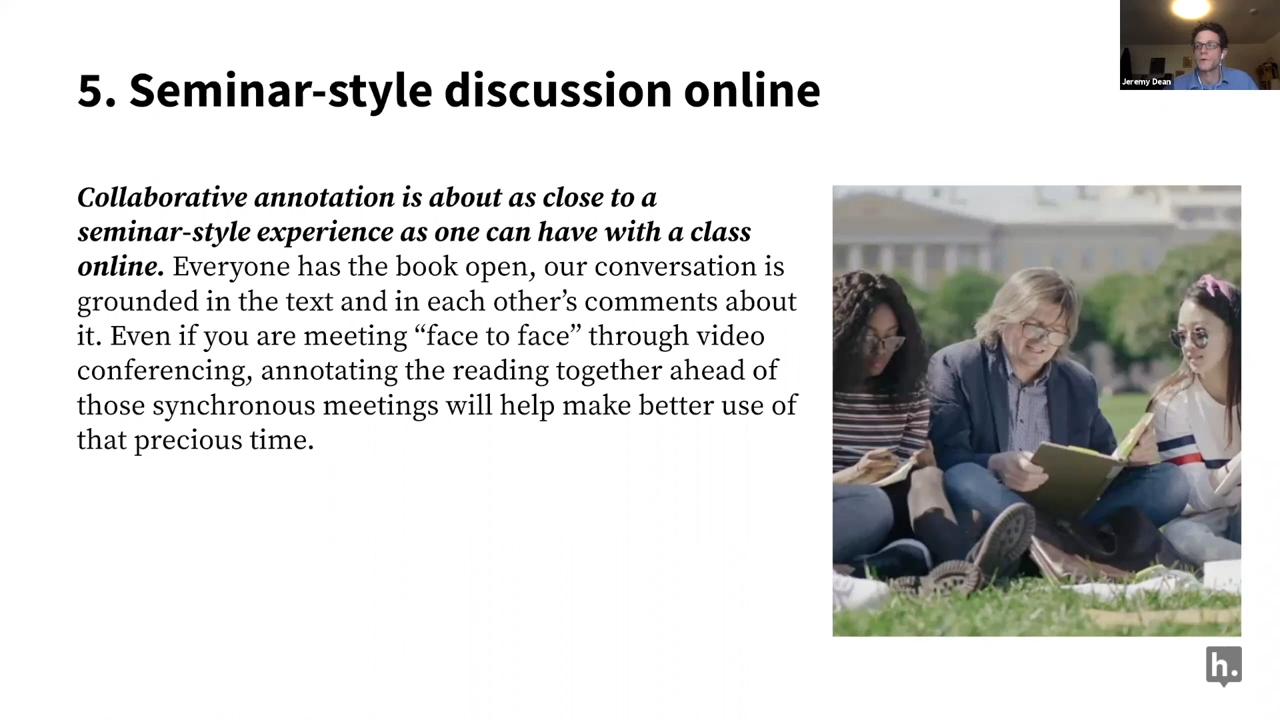 Jeremy Dean
5. Seminar-style discussion online
Collaborative annotation is about as close to a
seminar-style experience as one can have with a class
online. Everyone has the book open, our conversation is
grounded in the text and in each other’s comments about
it. Even if you are meeting “face to face” through video
conferencing, annotating the reading together ahead of
those synchronous meetings will help make better use of
that precious time.
h.